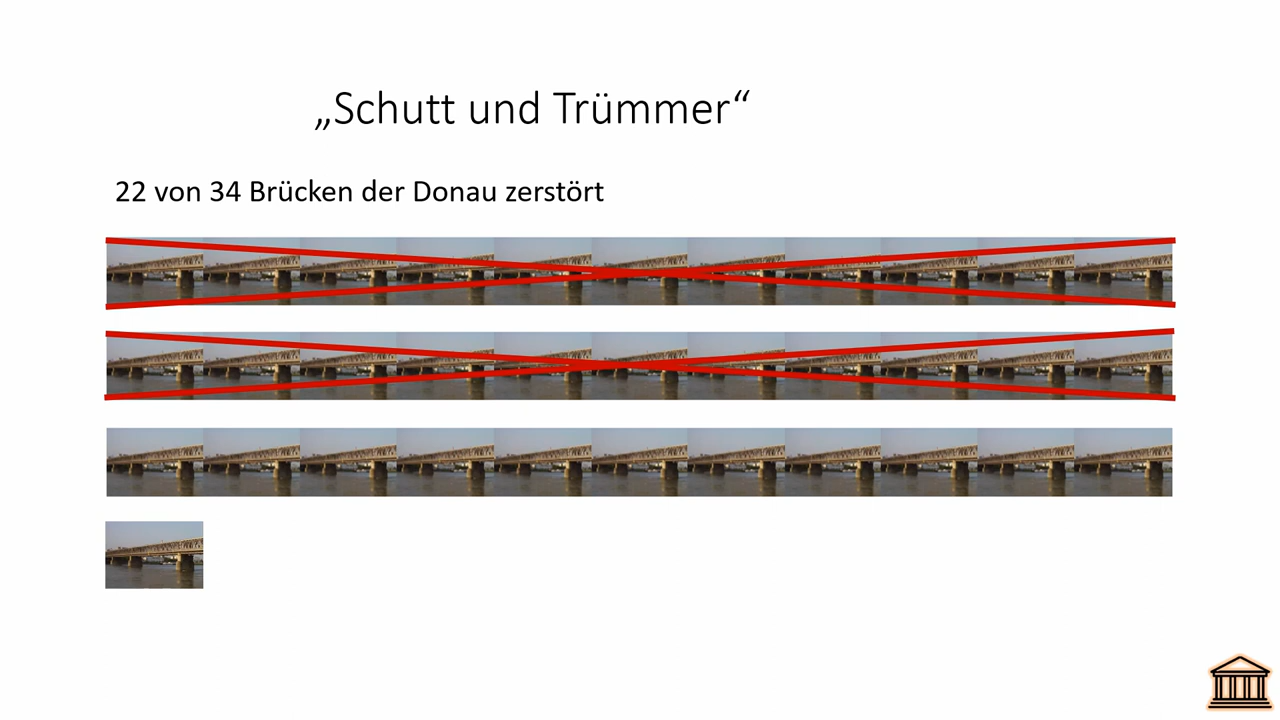 „Schutt und Trümmer“
22 von 34 Brücken der Donau zerstört